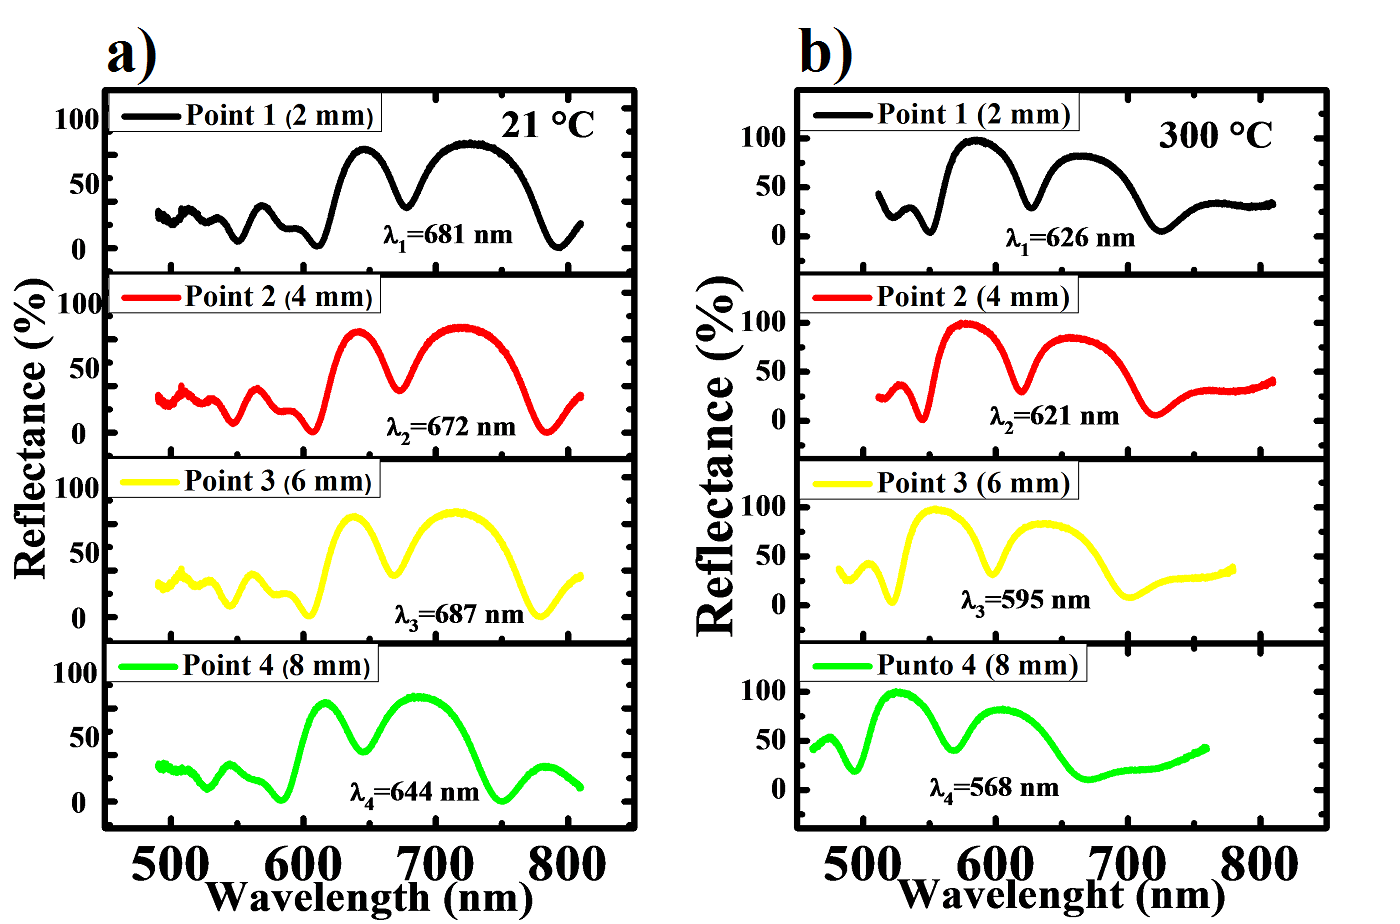 a)
100
Point 1 (2 mm)
21 °C
50
0
λ1=681 nm
100
Point 2 (4 mm)
50
0
λ2=672 nm
100
Point 3 (6 mm)
50
0
λ3=687 nm
100
Point 4 (8 mm)
50
0
λ4=644 nm
Reflectance (%)
500 600 700 800
Wavelength (nm)
b)
Point 1 (2 mm)
100
300 °C
50
0
λ1=626 nm
Point 2 (4 mm)
100
50
0
λ2=621 nm
Point 3 (6 mm)
100
50
0
λ3=595 nm
Punto 4 (8 mm)
100
50
0
λ4=568 nm
Reflectance (%)
500 600 700 800
Wavelenght (nm)